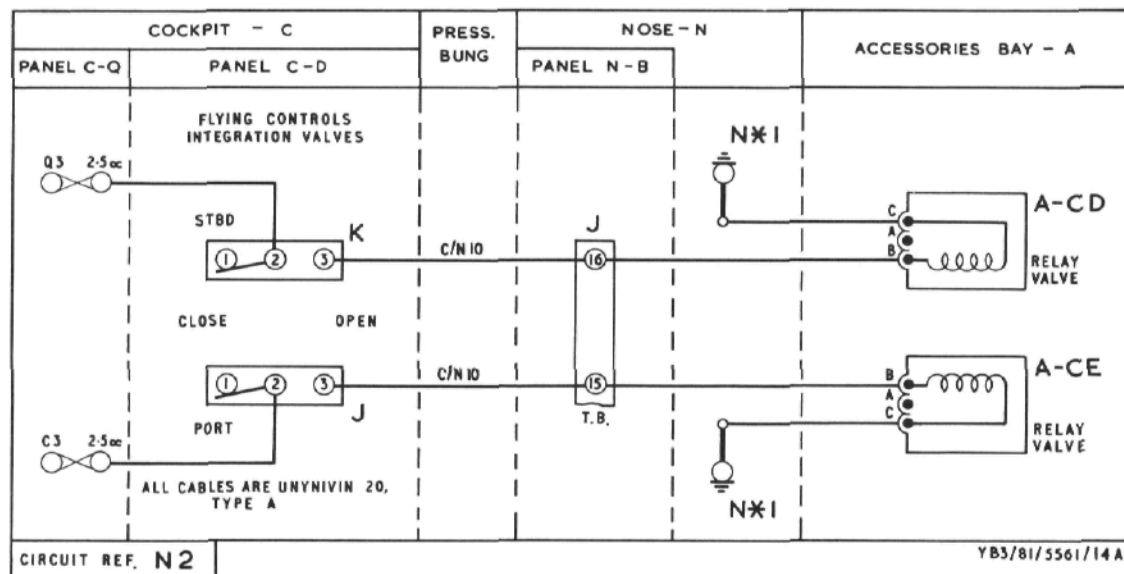 COCKPIT - C
PRESS. BUNG
NOSE-N
ACCESSORIES BAY - A
PANEL C-Q
PANEL C-D
PANEL N-B
FLYING CONTROLS
INTEGRATION VALVES
Q3 2·5∝
STBD
K
1 2 3
C/N 10
J
16
N*1
C
A
B
A-CD
RELAY
VALVE
CLOSE
OPEN
1 2 3
J
PORT
C/N 10
15
T.B.
B
A
C
A-CE
RELAY
VALVE
C3 2·5∝
N*1
ALL CABLES ARE UNYNIVIN 20,
TYPE A
CIRCUIT REF. N2
YB3/81/5561/14A